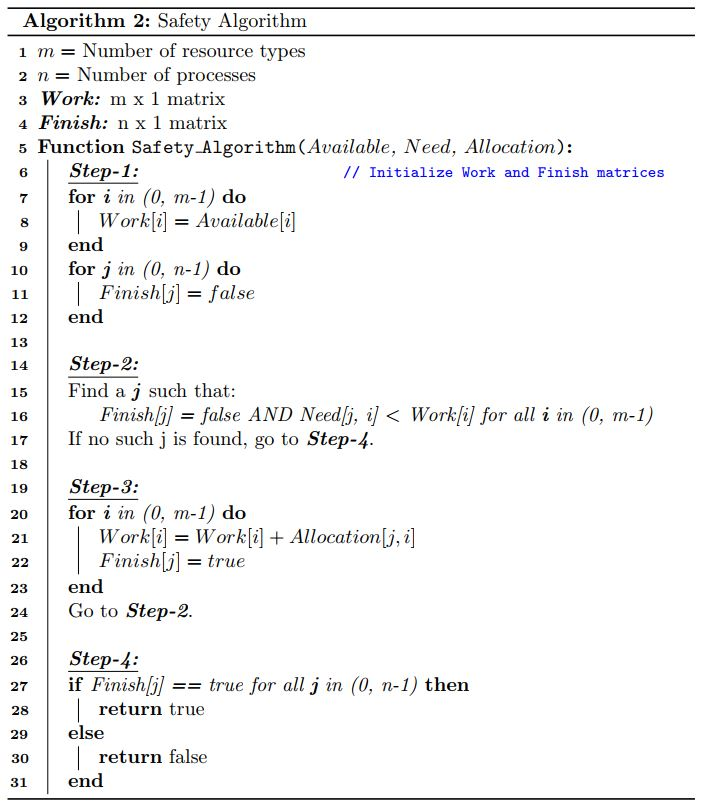 Algorithm 2: Safety Algorithm
1 m = Number of resource types
2 n = Number of processes
3 Work: m x 1 matrix
4 Finish: n x 1 matrix
5 Function Safety_Algorithm(Available, Need, Allocation):
6 Step-1: // Initialize Work and Finish matrices
7 for i in (0, m-1) do
8 Work[i] = Available[i]
9 end
10 for j in (0, n-1) do
11 Finish[j] = false
12 end
13
14 Step-2:
15 Find a j such that:
16 Finish[j] = false AND Need[j, i] < Work[i] for all i in (0, m-1)
17 If no such j is found, go to Step-4.
18
19 Step-3:
20 for i in (0, m-1) do
21 Work[i] = Work[i] + Allocation[j, i]
22 Finish[j] = true
23 end
24 Go to Step-2.
25
26 Step-4:
27 if Finish[j] == true for all j in (0, n-1) then
28 return true
29 else
30 return false
31 end